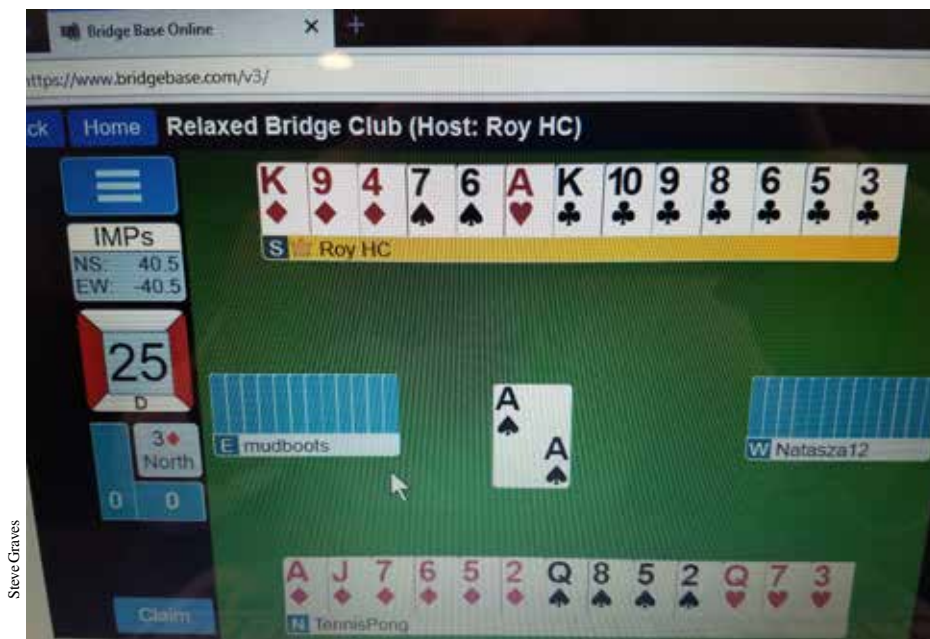 Bridge Base Online
ttps://www.bridgebase.com/v3/
ck Home Relaxed Bridge Club (Host: Roy HC)
K 9 4 7 6 A K 10 9 8 6 5 3
S Roy HC
IMPs
NS: 40.5
EW: -40.5
25
D
3♦
North
0 0
E mudboots
A
A
W Natasza12
A J 7 6 5 2 Q 8 5 2 Q 7 3
N TennisPong
Claim
Steve Graves